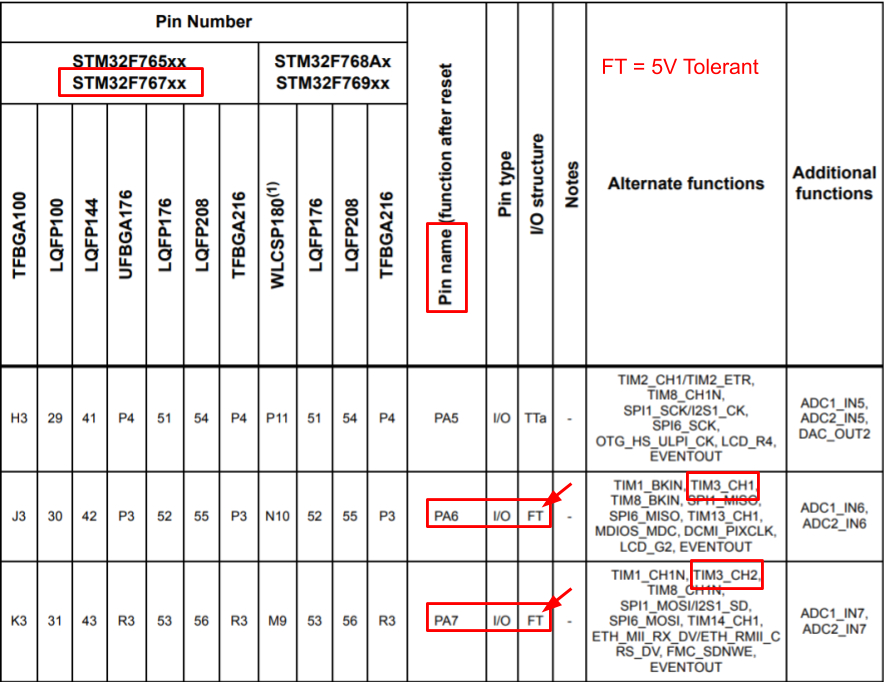 Pin Number
STM32F765xx
STM32F767xx
STM32F768Ax
STM32F769xx
FT = 5V Tolerant
TFBGA100
LQFP100
LQFP144
UFBGA176
LQFP176
LQFP208
TFBGA216
WLCSP180(1)
LQFP176
LQFP208
TFBGA216
Pin name (function after reset
Pin type
I/O structure
Notes
Alternate functions
Additional
functions
H3 29 41 P4 51 54 P4 P11 51 54 P4 PA5 I/O TTa -
TIM2_CH1/TIM2_ETR,
TIM8_CH1N,
SPI1_SCK/I2S1_CK,
SPI6_SCK,
OTG_HS_ULPI_CK, LCD_R4,
EVENTOUT
ADC1_IN5,
ADC2_IN5,
DAC_OUT2
J3 30 42 P3 52 55 P3 N10 52 55 P3 PA6 I/O FT -
TIM1_BKIN, TIM3_CH1,
TIM8_BKIN, SPI1_MISO,
SPI6_MISO, TIM13_CH1,
MDIOS_MDC, DCMI_PIXCLK,
LCD_G2, EVENTOUT
ADC1_IN6,
ADC2_IN6
K3 31 43 R3 53 56 R3 M9 53 56 R3 PA7 I/O FT -
TIM1_CH1N, TIM3_CH2,
TIM8_CH1N,
SPI1_MOSI/I2S1_SD,
SPI6_MOSI, TIM14_CH1,
ETH_MII_RX_DV/ETH_RMII_C
RS_DV, FMC_SDNWE,
EVENTOUT
ADC1_IN7,
ADC2_IN7